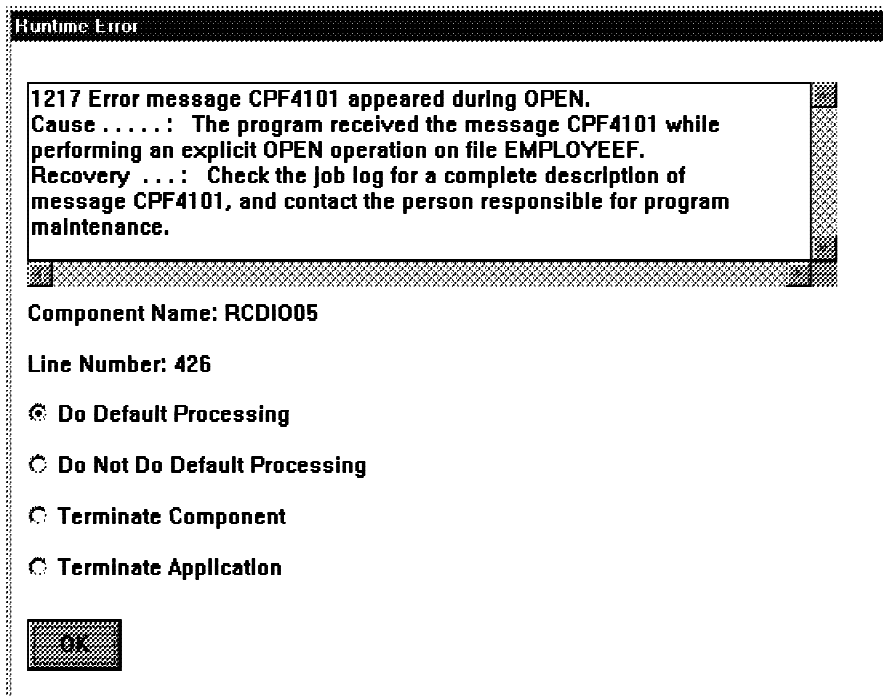 Runtime Error
1217 Error message CPF4101 appeared during OPEN.
Cause .....: The program received the message CPF4101 while
performing an explicit OPEN operation on file EMPLOYEEF.
Recovery ...: Check the job log for a complete description of
message CPF4101, and contact the person responsible for program
maintenance.
Component Name: RCDIO05
Line Number: 426
Do Default Processing
Do Not Do Default Processing
Terminate Component
Terminate Application
OK